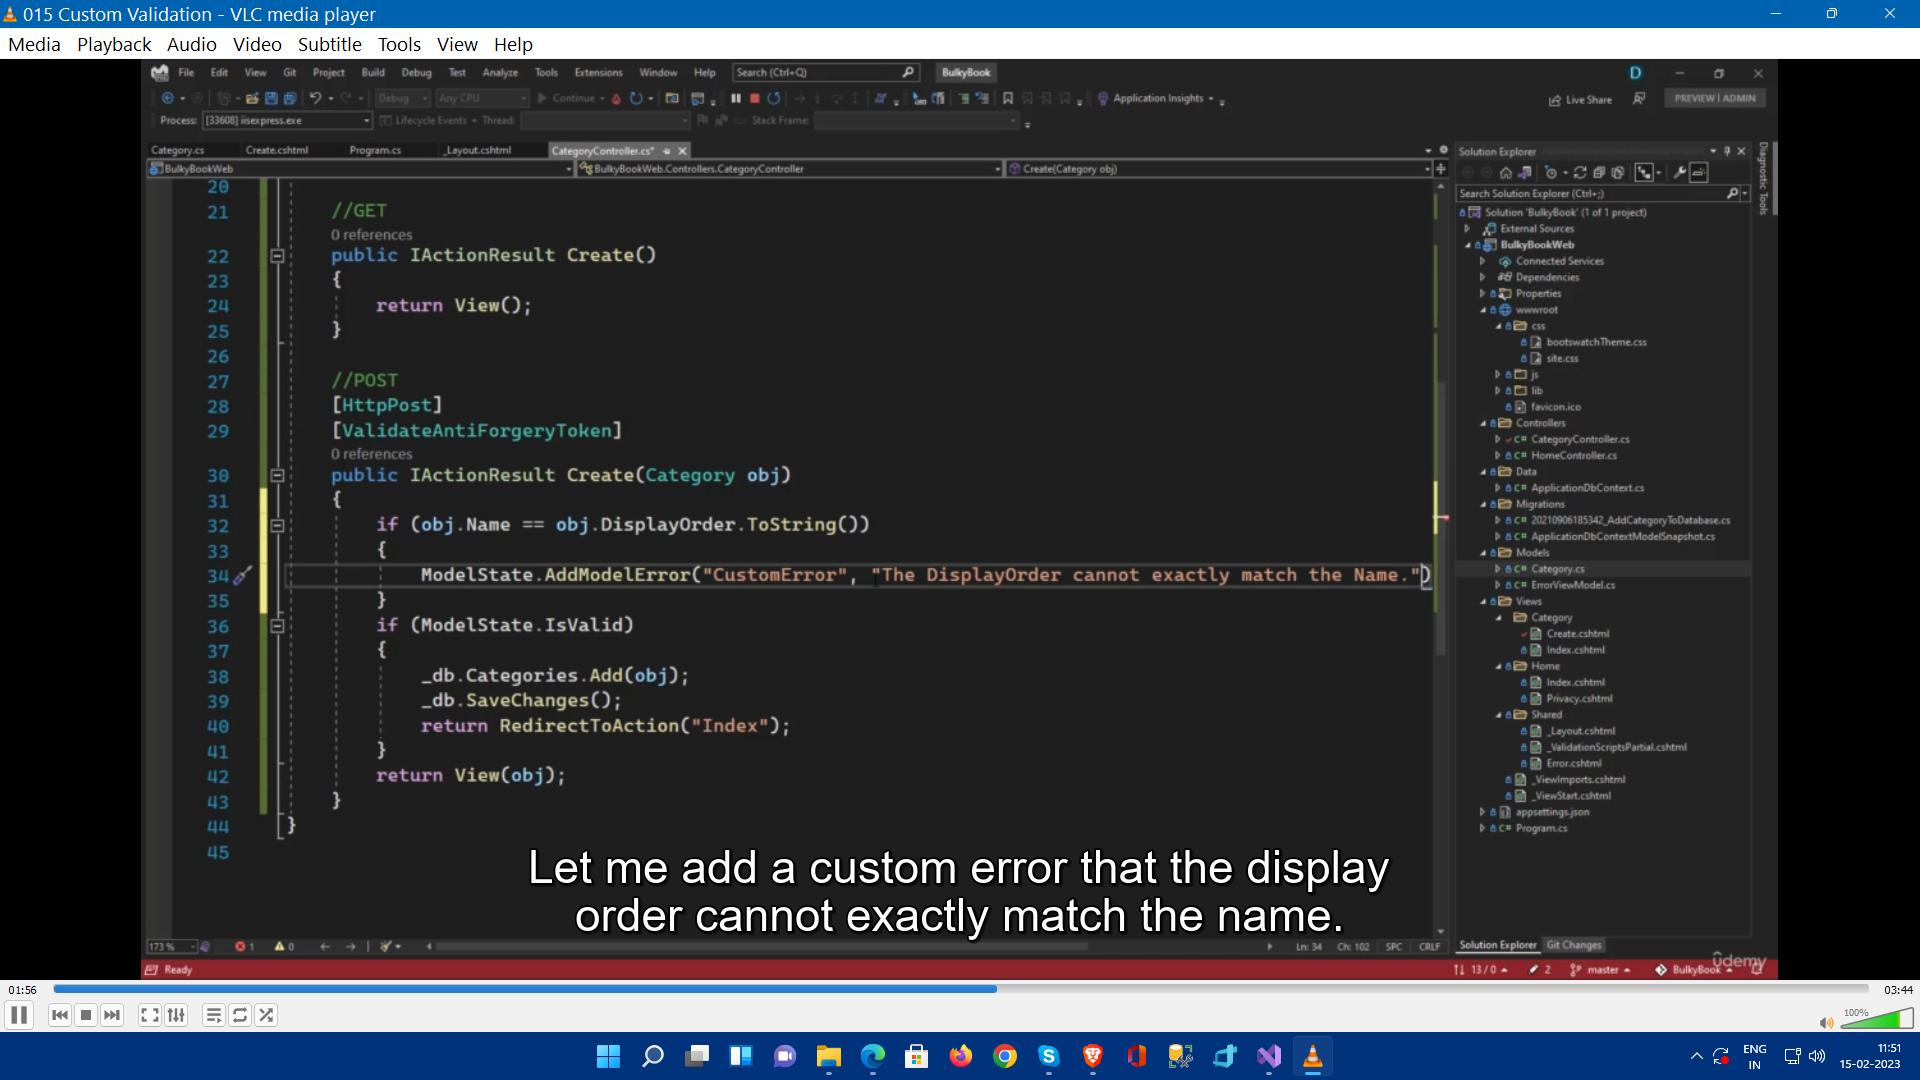 015 Custom Validation - VLC media player
Media Playback Audio Video Subtitle Tools View Help
File Edit View Git Project Build Debug Test Analyze Tools Extensions Window Help Search (Ctrl+Q) BulkyBook D
Debug Any CPU Continue Application Insights Live Share PREVIEW | ADMIN
Process: [33608] iisexpress.exe Lifecycle Events Thread: Stack Frame:
Category.cs Create.cshtml Program.cs _Layout.cshtml CategoryController.cs*
BulkyBookWeb BulkyBookWeb.Controllers.CategoryController Create(Category obj)
20
21 //GET
0 references
22 public IActionResult Create()
23 {
24 return View();
25 }
26
27 //POST
28 [HttpPost]
29 [ValidateAntiForgeryToken]
0 references
30 public IActionResult Create(Category obj)
31 {
32 if (obj.Name == obj.DisplayOrder.ToString())
33 {
34 ModelState.AddModelError("CustomError", "The DisplayOrder cannot exactly match the Name.")
35 }
36 if (ModelState.IsValid)
37 {
38 _db.Categories.Add(obj);
39 _db.SaveChanges();
40 return RedirectToAction("Index");
41 }
42 return View(obj);
43 }
44 }
45
Solution Explorer
Search Solution Explorer (Ctrl+;)
Solution 'BulkyBook' (1 of 1 project)
External Sources
BulkyBookWeb
Connected Services
Dependencies
Properties
wwwroot
css
bootswatchTheme.css
site.css
js
lib
favicon.ico
Controllers
C# CategoryController.cs
C# HomeController.cs
Data
C# ApplicationDbContext.cs
Migrations
C# 20210906185342_AddCategoryToDatabase.cs
C# ApplicationDbContextModelSnapshot.cs
Models
C# Category.cs
C# ErrorViewModel.cs
Views
Category
Create.cshtml
Index.cshtml
Home
Index.cshtml
Privacy.cshtml
Shared
_Layout.cshtml
_ValidationScriptsPartial.cshtml
Error.cshtml
_ViewImports.cshtml
_ViewStart.cshtml
appsettings.json
C# Program.cs
Diagnostic Tools
Let me add a custom error that the display
order cannot exactly match the name.
173 % 1 0 Ln: 34 Ch: 102 SPC CRLF
Solution Explorer Git Changes
udemy
Ready 13 / 0 2 master BulkyBook
01:56 03:44
100%
ENG
IN
11:51
15-02-2023